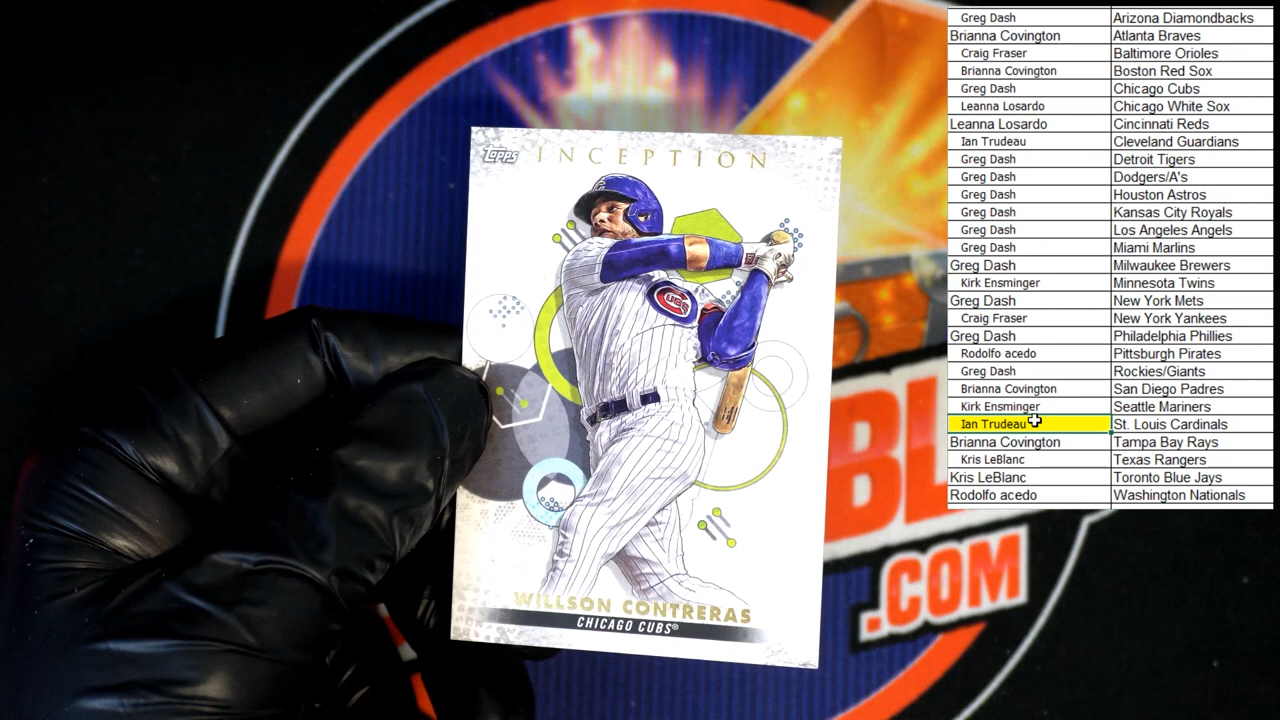 Topps INCEPTION
CUBS
WILLSON CONTRERAS
CHICAGO CUBS®
BL
.COM
Greg Dash Arizona Diamondbacks
Brianna Covington Atlanta Braves
Craig Fraser Baltimore Orioles
Brianna Covington Boston Red Sox
Greg Dash Chicago Cubs
Leanna Losardo Chicago White Sox
Leanna Losardo Cincinnati Reds
Ian Trudeau Cleveland Guardians
Greg Dash Detroit Tigers
Greg Dash Dodgers/A's
Greg Dash Houston Astros
Greg Dash Kansas City Royals
Greg Dash Los Angeles Angels
Greg Dash Miami Marlins
Greg Dash Milwaukee Brewers
Kirk Ensminger Minnesota Twins
Greg Dash New York Mets
Craig Fraser New York Yankees
Greg Dash Philadelphia Phillies
Rodolfo acedo Pittsburgh Pirates
Greg Dash Rockies/Giants
Brianna Covington San Diego Padres
Kirk Ensminger Seattle Mariners
Ian Trudeau St. Louis Cardinals
Brianna Covington Tampa Bay Rays
Kris LeBlanc Texas Rangers
Kris LeBlanc Toronto Blue Jays
Rodolfo acedo Washington Nationals